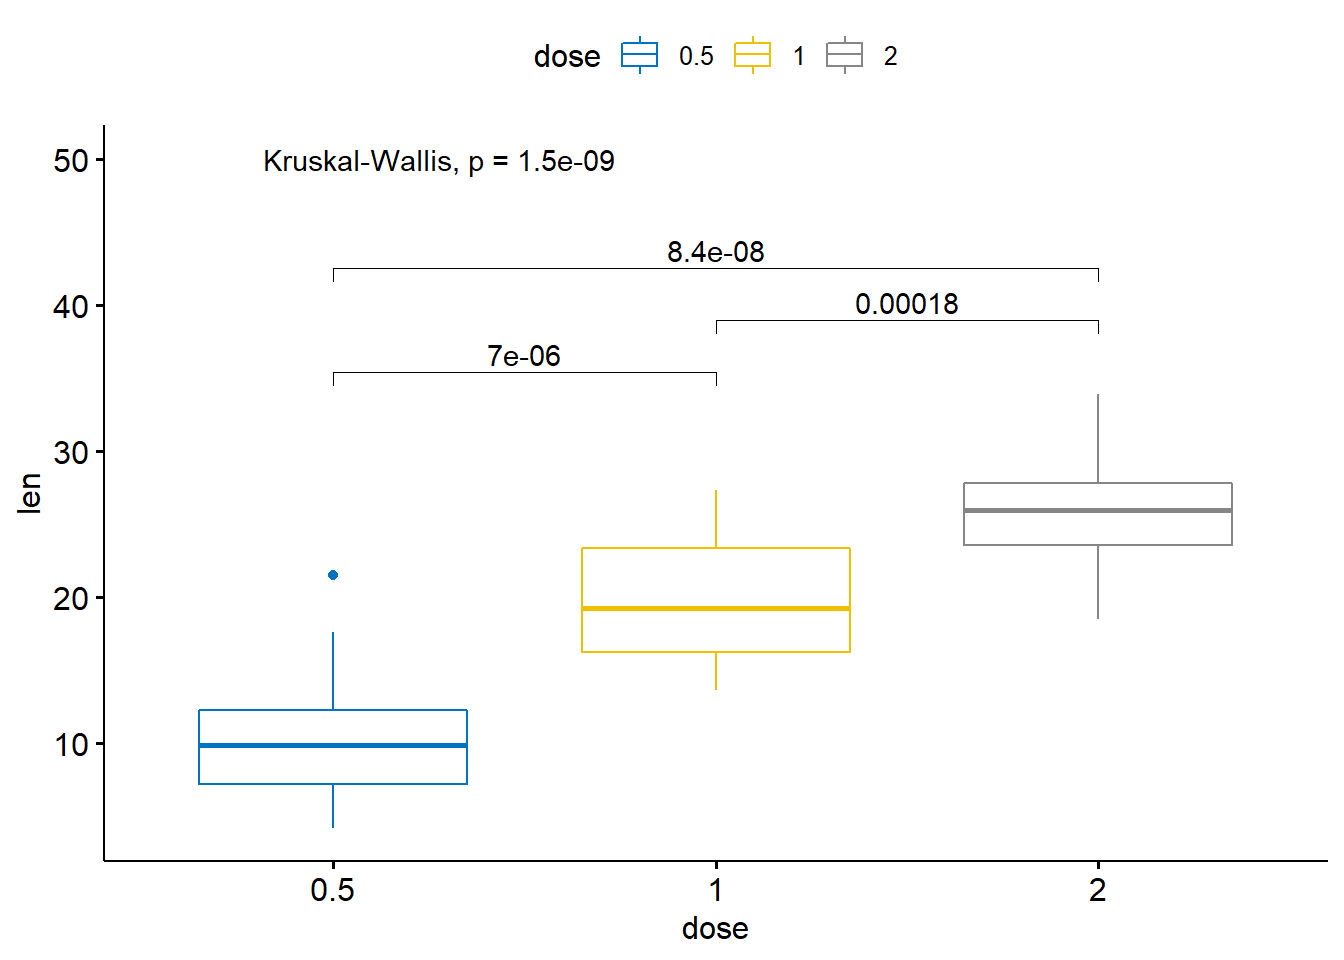 dose 0.5 1 2
50
Kruskal-Wallis, p = 1.5e-09
8.4e-08
40
0.00018
7e-06
30
len
20
10
0.5 1 2
dose